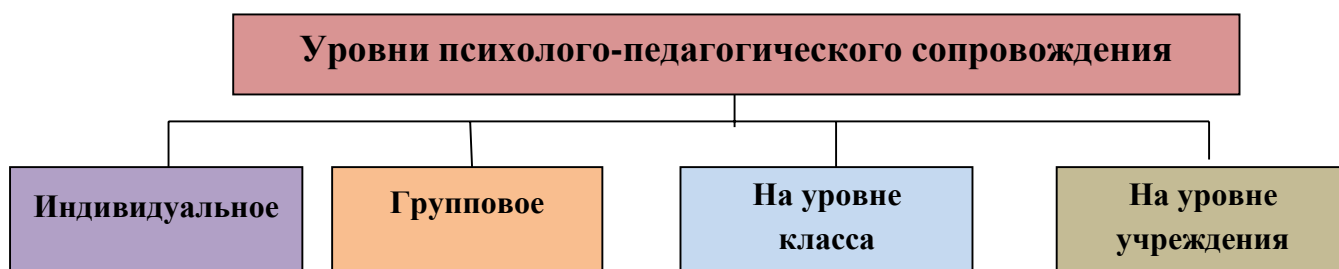 Уровни психолого-педагогического сопровождения
Индивидуальное
Групповое
На уровне
класса
На уровне
учреждения